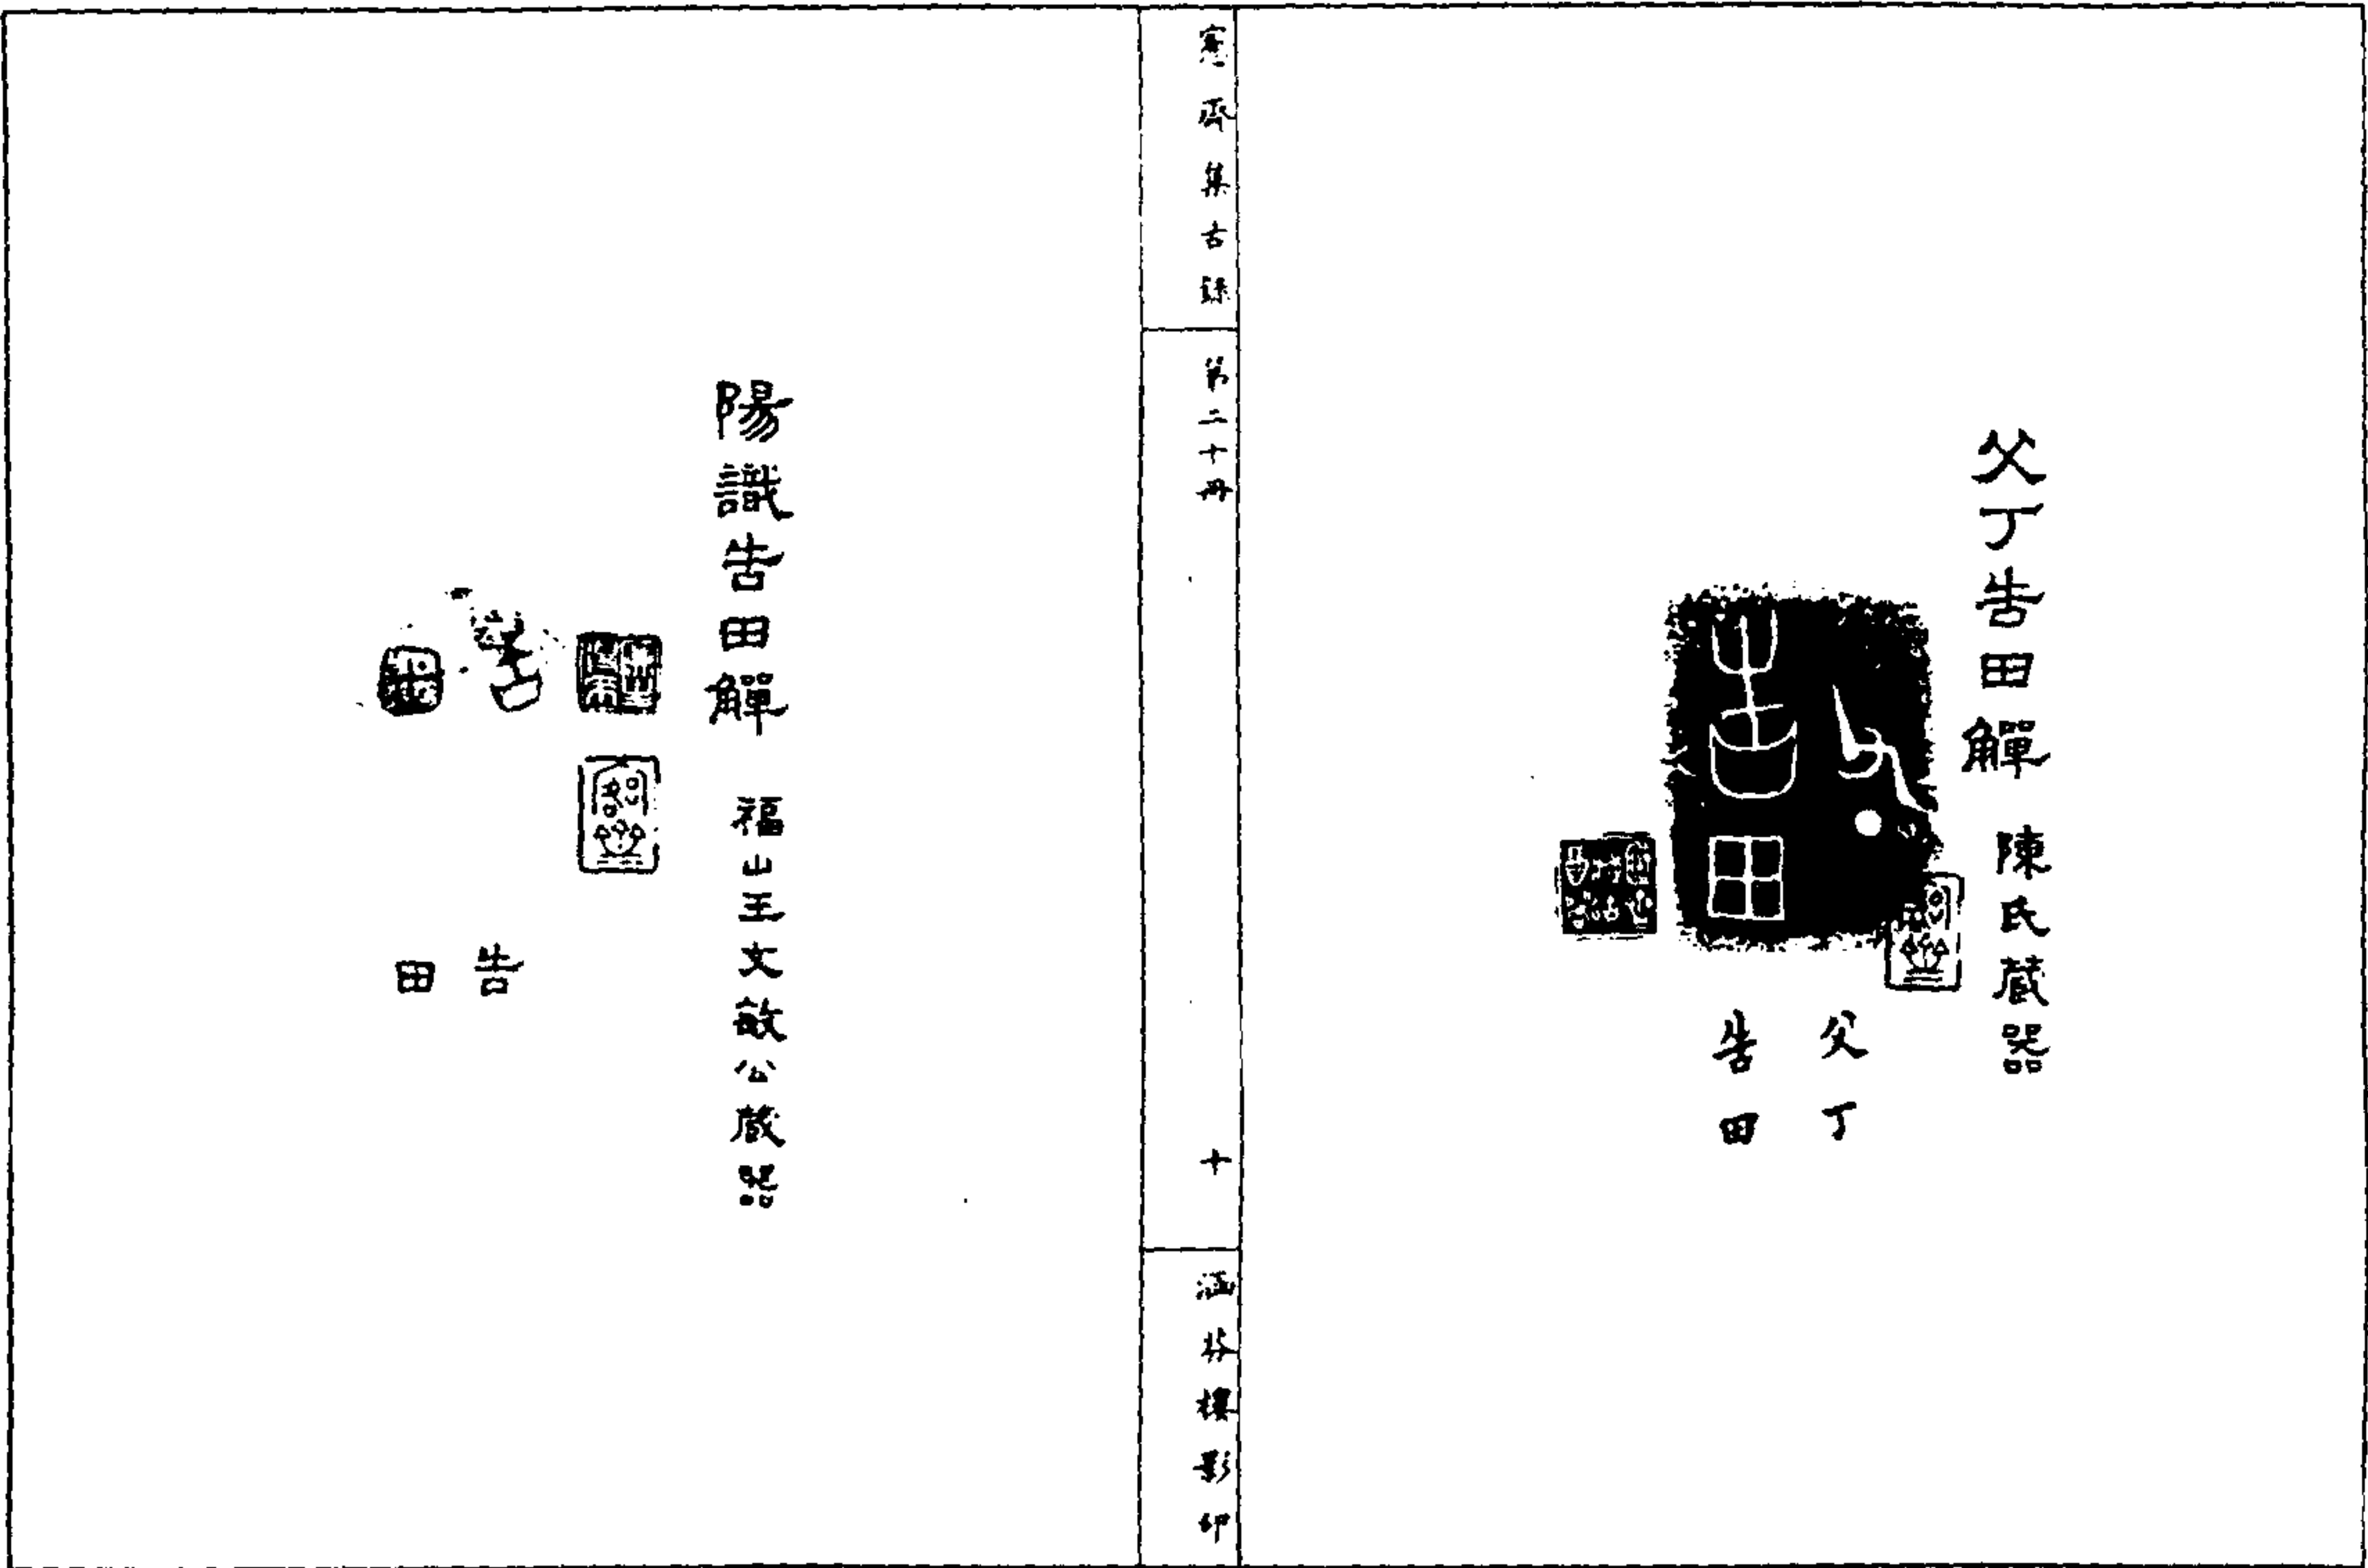 父丁告田觶 陳氏藏器
父丁
告田
愙齋集古錄
第二十冊
十
涵芬樓影印
陽識告田觶 福山王文敏公藏器
告
田